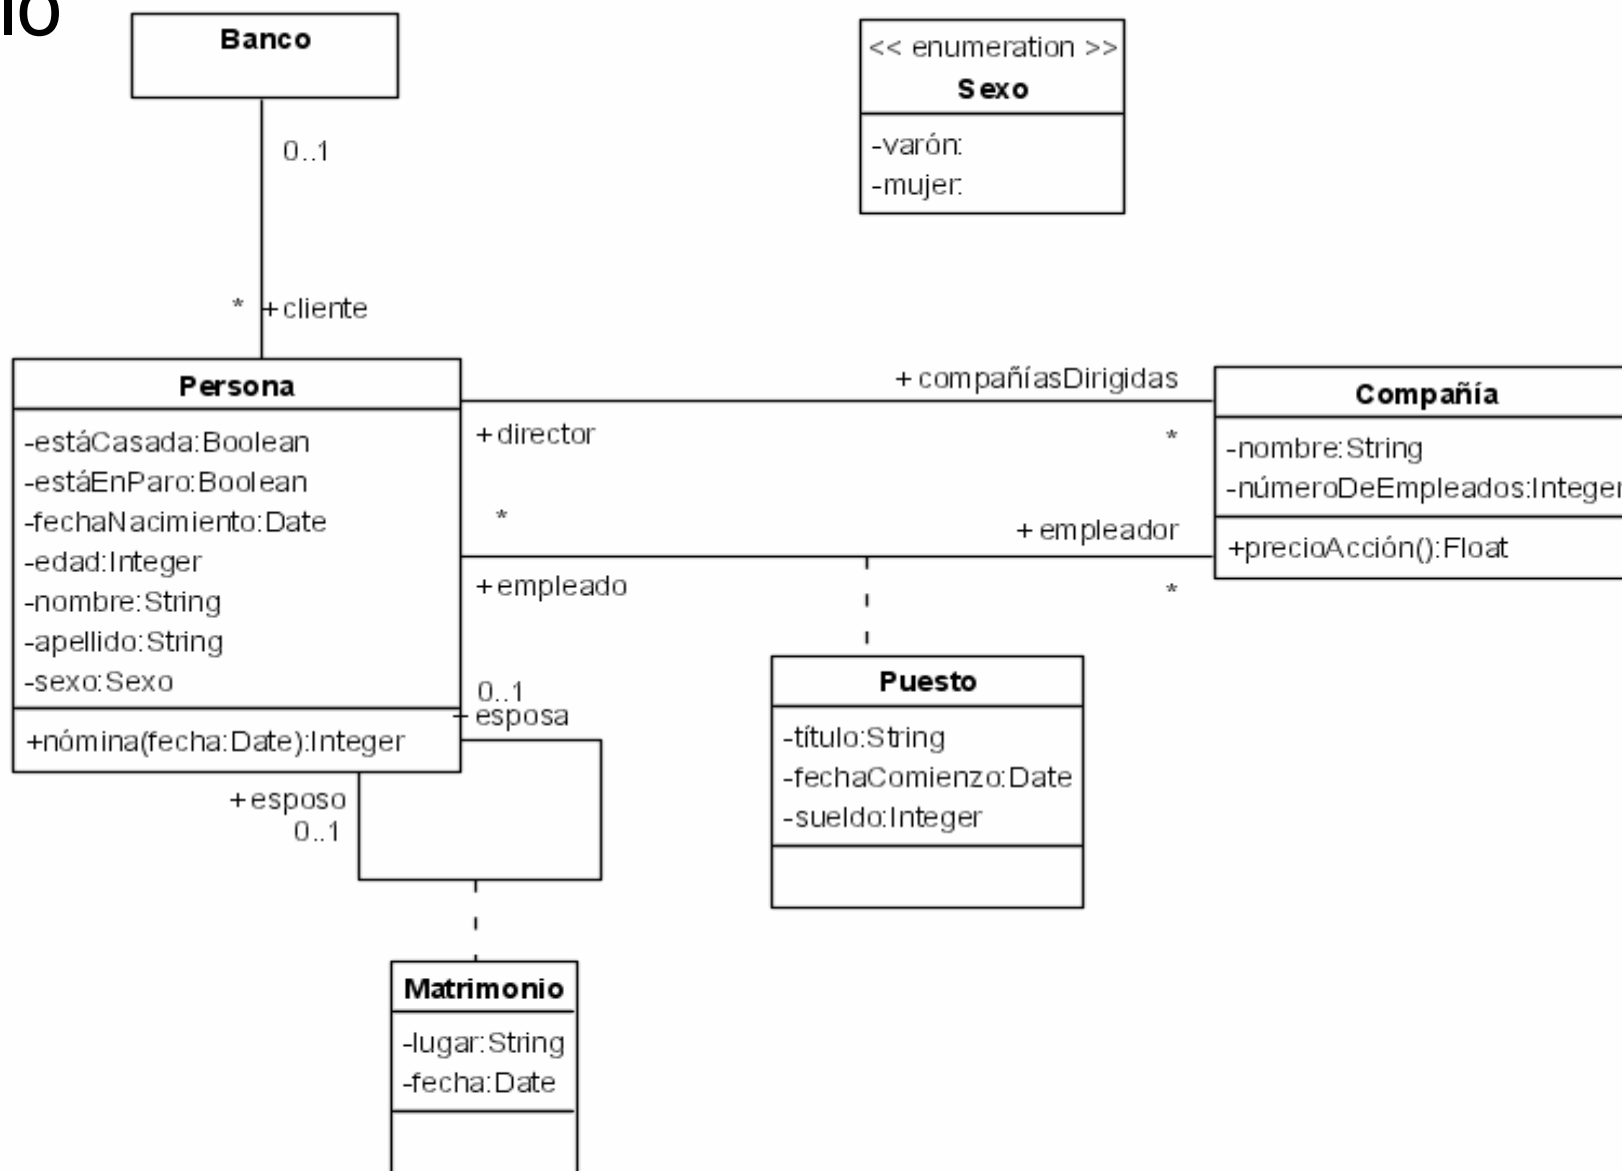 Banco
0..1
*
+cliente
<< enumeration >>
Sexo
-varón:
-mujer:
Persona
-estáCasada:Boolean
-estáEnParo:Boolean
-fechaNacimiento:Date
-edad:Integer
-nombre:String
-apellido:String
-sexo:Sexo
+nómina(fecha:Date):Integer
+compañíasDirigidas
+director
*
*
+empleador
+empleado
*
Compañía
-nombre:String
-númeroDeEmpleados:Integer
+precioAcción():Float
0..1
+esposa
+esposo
0..1
Puesto
-título:String
-fechaComienzo:Date
-sueldo:Integer
Matrimonio
-lugar:String
-fecha:Date